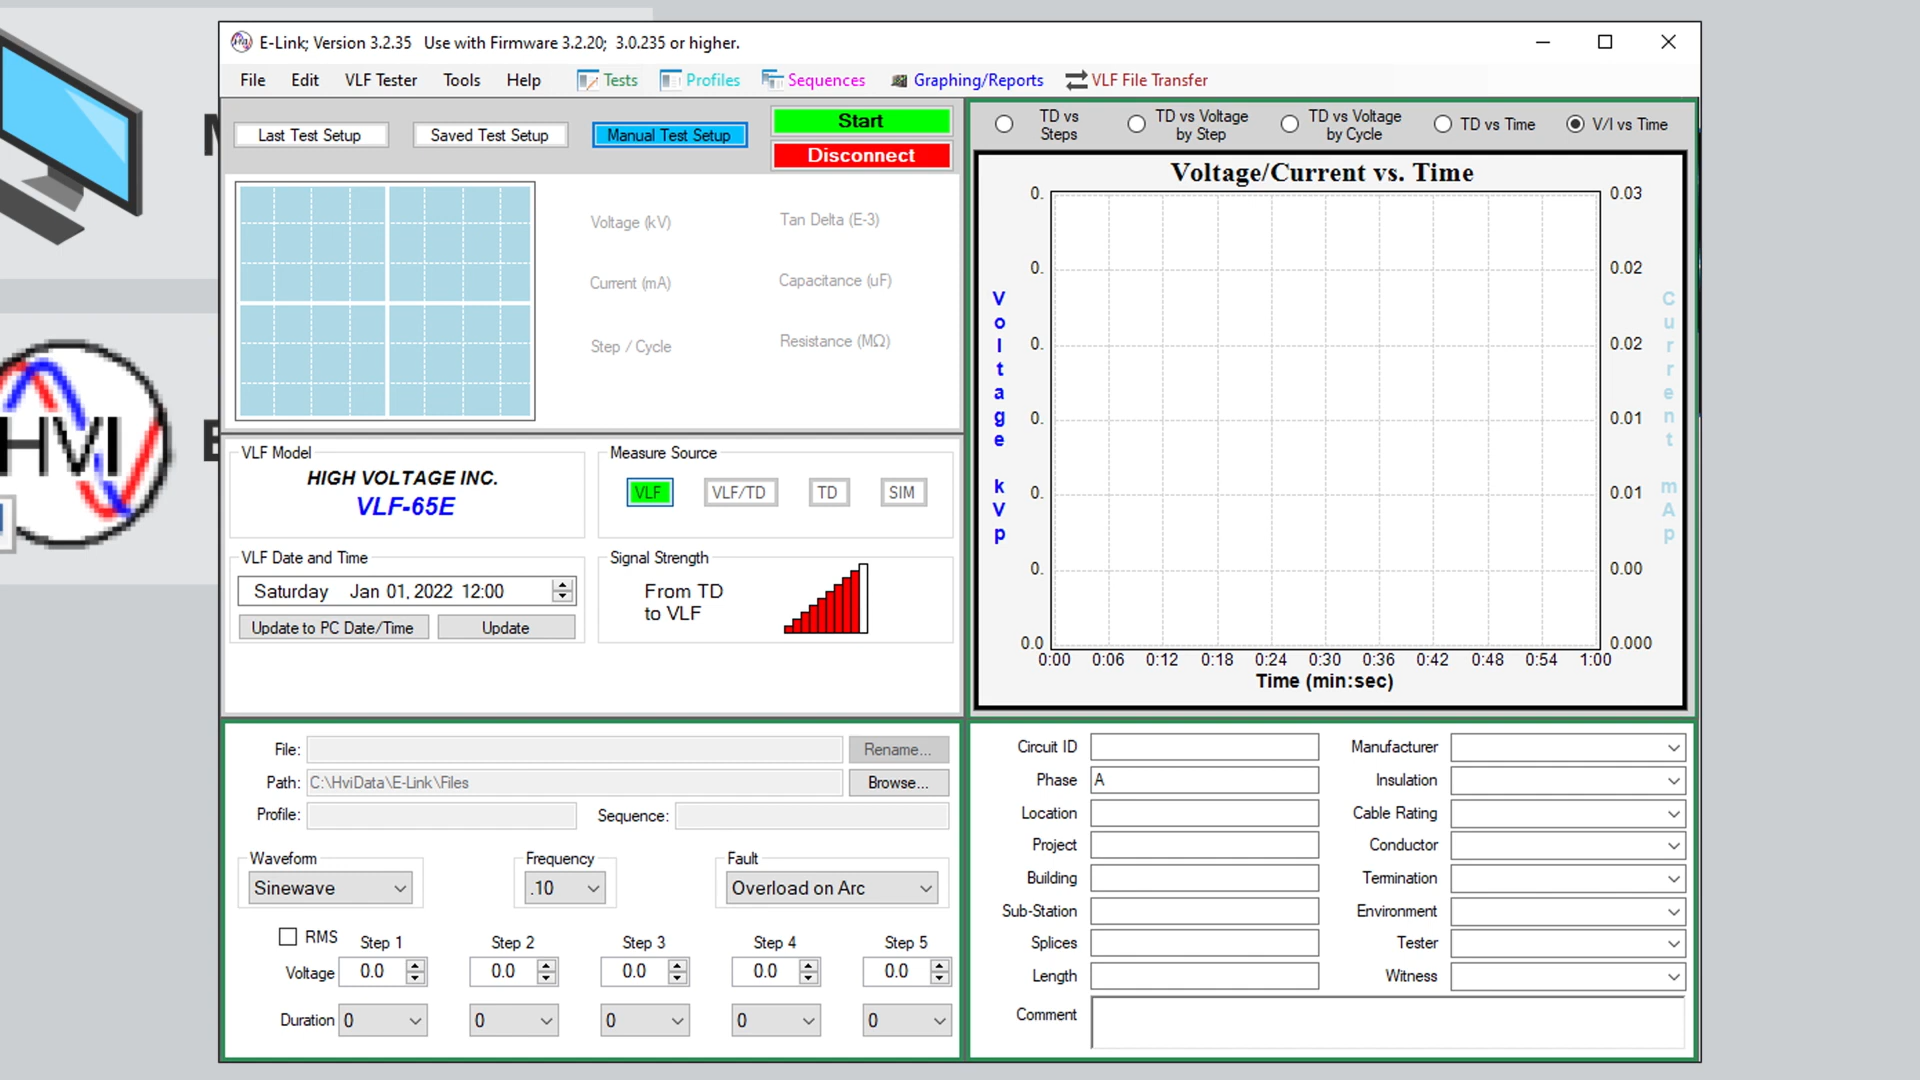 E-Link; Version 3.2.35 Use with Firmware 3.2.20; 3.0.235 or higher.
File Edit VLF Tester Tools Help Tests Profiles Sequences Graphing/Reports VLF File Transfer
Last Test Setup Saved Test Setup Manual Test Setup
Start
Disconnect
Voltage (kV) Tan Delta (E-3)
Current (mA) Capacitance (uF)
Step / Cycle Resistance (MΩ)
VLF Model
HIGH VOLTAGE INC.
VLF-65E
Measure Source
VLF VLF/TD TD SIM
VLF Date and Time
Saturday Jan 01, 2022 12:00
Update to PC Date/Time Update
Signal Strength
From TD
to VLF
TD vs
Steps
TD vs Voltage
by Step
TD vs Voltage
by Cycle
TD vs Time
V/I vs Time
Voltage/Current vs. Time
0. 0.03
0. 0.02
0. 0.02
0. 0.01
0. 0.01
0. 0.00
0.0 0.000
Voltage kVp
Current mAp
0:00 0:06 0:12 0:18 0:24 0:30 0:36 0:42 0:48 0:54 1:00
Time (min:sec)
File: Rename...
Path: C:\HviData\E-Link\Files Browse...
Profile: Sequence:
Waveform Frequency Fault
Sinewave .10 Overload on Arc
RMS Step 1 Step 2 Step 3 Step 4 Step 5
Voltage 0.0 0.0 0.0 0.0 0.0
Duration 0 0 0 0 0
Circuit ID Manufacturer
Phase A Insulation
Location Cable Rating
Project Conductor
Building Termination
Sub-Station Environment
Splices Tester
Length Witness
Comment
HVI